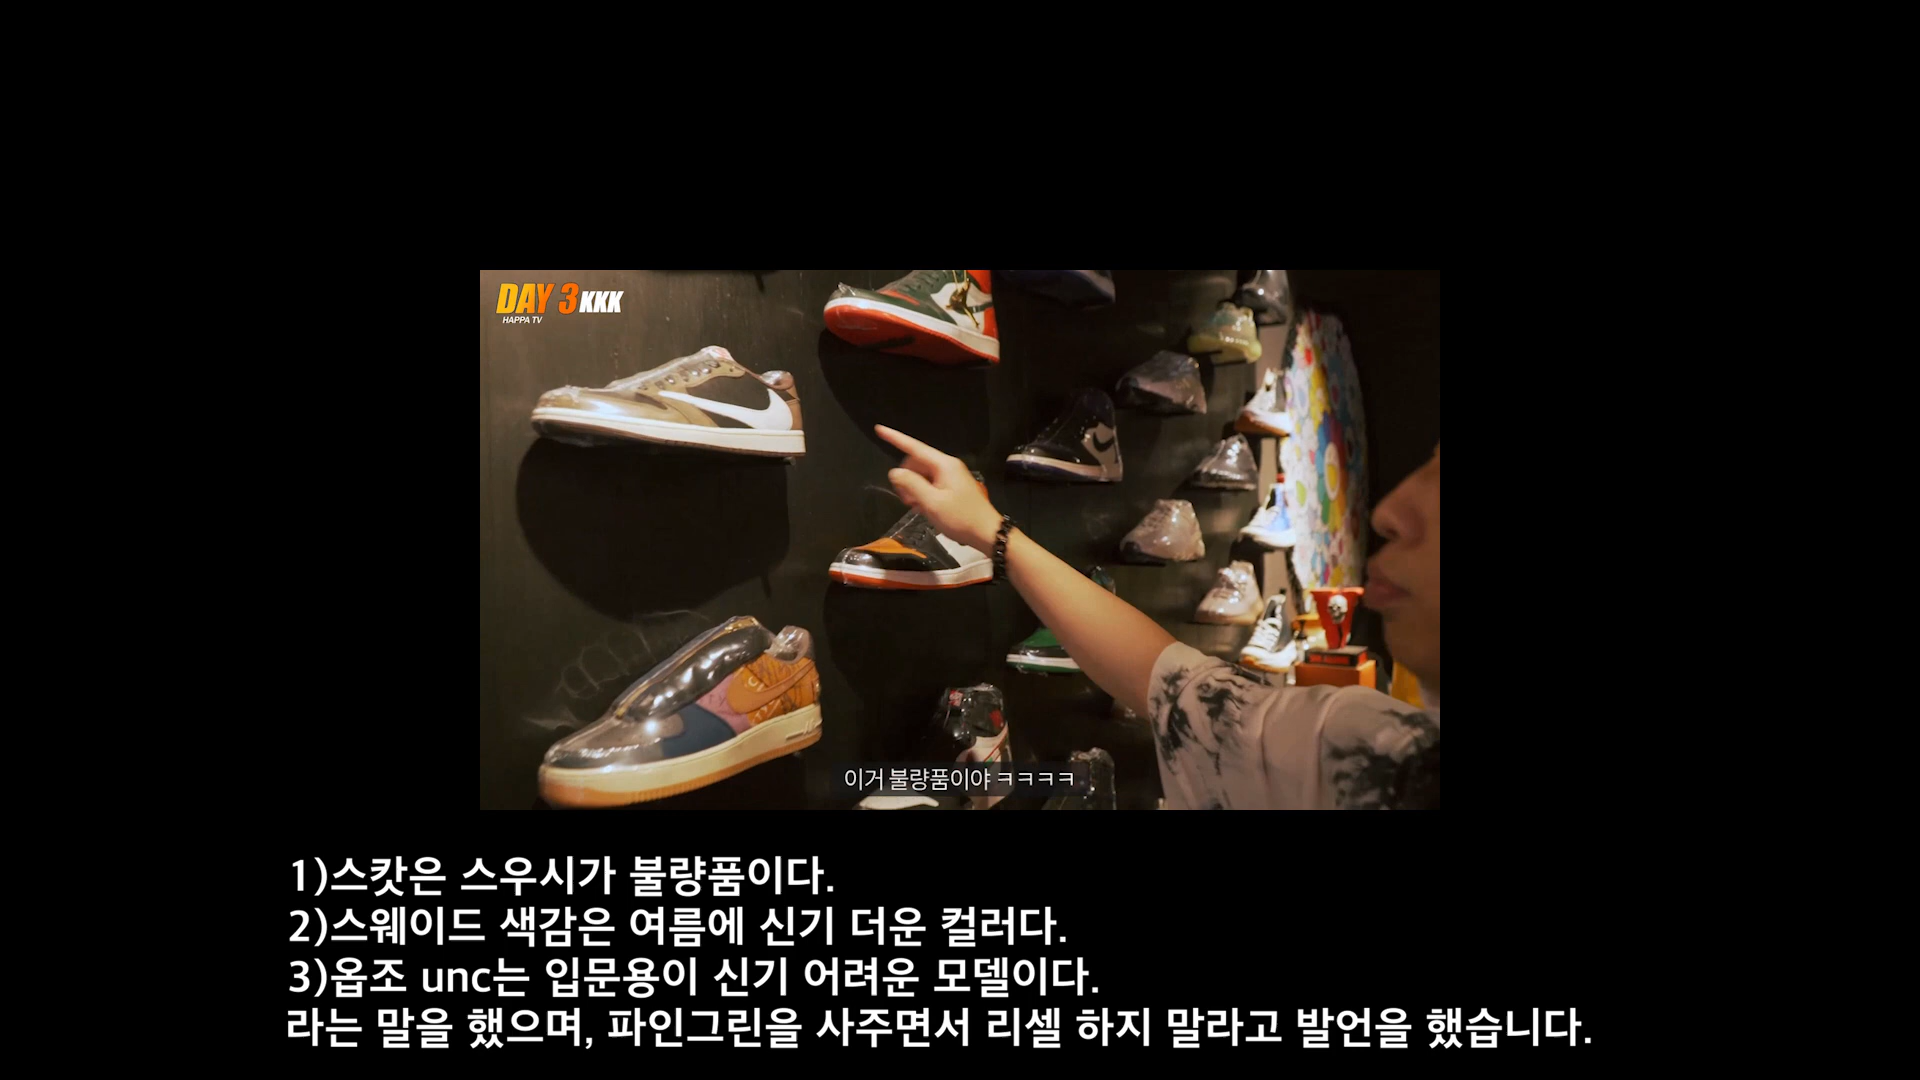 DAY 3KKK
HAPPA TV
이거 불량품이야 ㅋㅋㅋㅋ
1)스캇은 스우시가 불량품이다.
2)스웨이드 색감은 여름에 신기 더운 컬러다.
3)옵조 unc는 입문용이 신기 어려운 모델이다.
라는 말을 했으며, 파인그린을 사주면서 리셀 하지 말라고 발언을 했습니다.